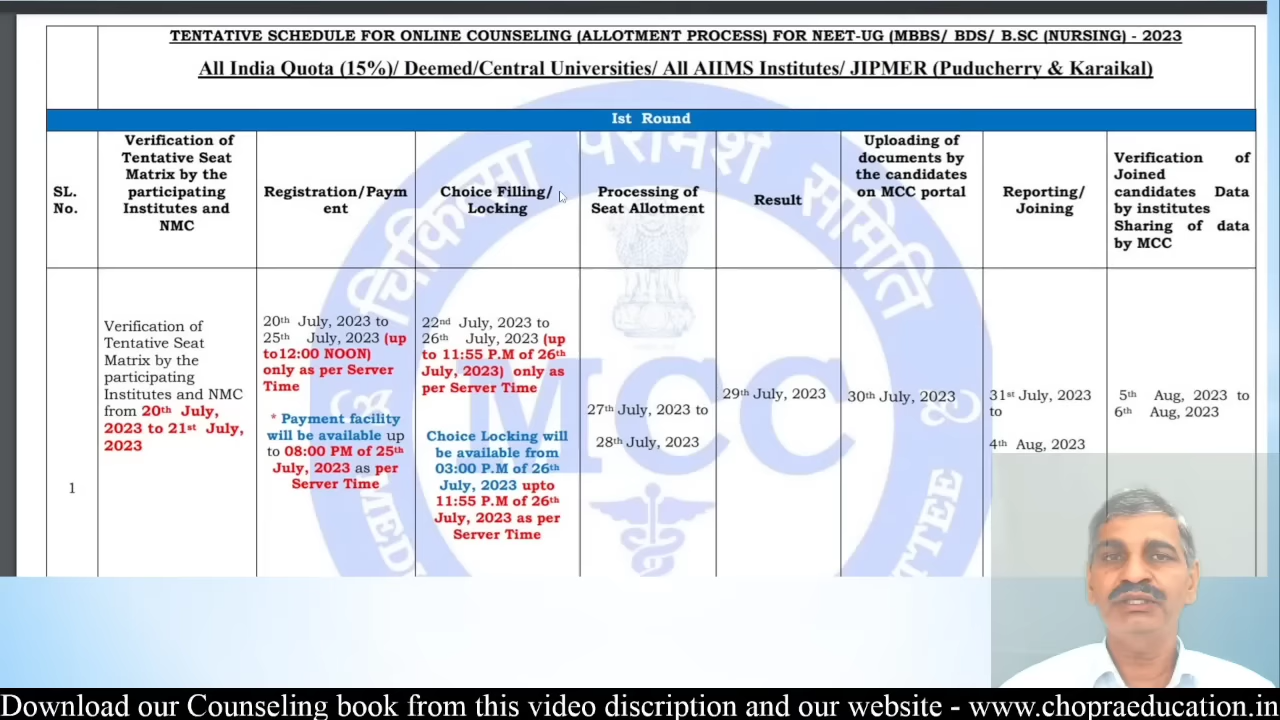 TENTATIVE SCHEDULE FOR ONLINE COUNSELING (ALLOTMENT PROCESS) FOR NEET-UG (MBBS/ BDS/ B.SC (NURSING) - 2023
All India Quota (15%)/ Deemed/Central Universities/ All AIIMS Institutes/ JIPMER (Puducherry & Karaikal)
Ist Round
SL.
No.
Verification of
Tentative Seat
Matrix by the
participating
Institutes and
NMC
Registration/Paym
ent
Choice Filling/
Locking
Processing of
Seat Allotment
Result
Uploading of
documents by
the candidates
on MCC portal
Reporting/
Joining
Verification of
Joined
candidates Data
by institutes
Sharing of data
by MCC
1
Verification of
Tentative Seat
Matrix by the
participating
Institutes and NMC
from 20th July,
2023 to 21st July,
2023
20th July, 2023 to
25th July, 2023 (up
to12:00 NOON)
only as per Server
Time
* Payment facility
will be available up
to 08:00 PM of 25th
July, 2023 as per
Server Time
22nd July, 2023 to
26th July, 2023 (up
to 11:55 P.M of 26th
July, 2023) only as
per Server Time
Choice Locking will
be available from
03:00 P.M of 26th
July, 2023 upto
11:55 P.M of 26th
July, 2023 as per
Server Time
27th July, 2023 to
28th July, 2023
29th July, 2023
30th July, 2023
31st July, 2023
to
4th Aug, 2023
5th Aug, 2023 to
6th Aug, 2023
चिकित्सा परामर्श समिति
MCC
Download our Counseling book from this video discription and our website - www.chopraeducation.in